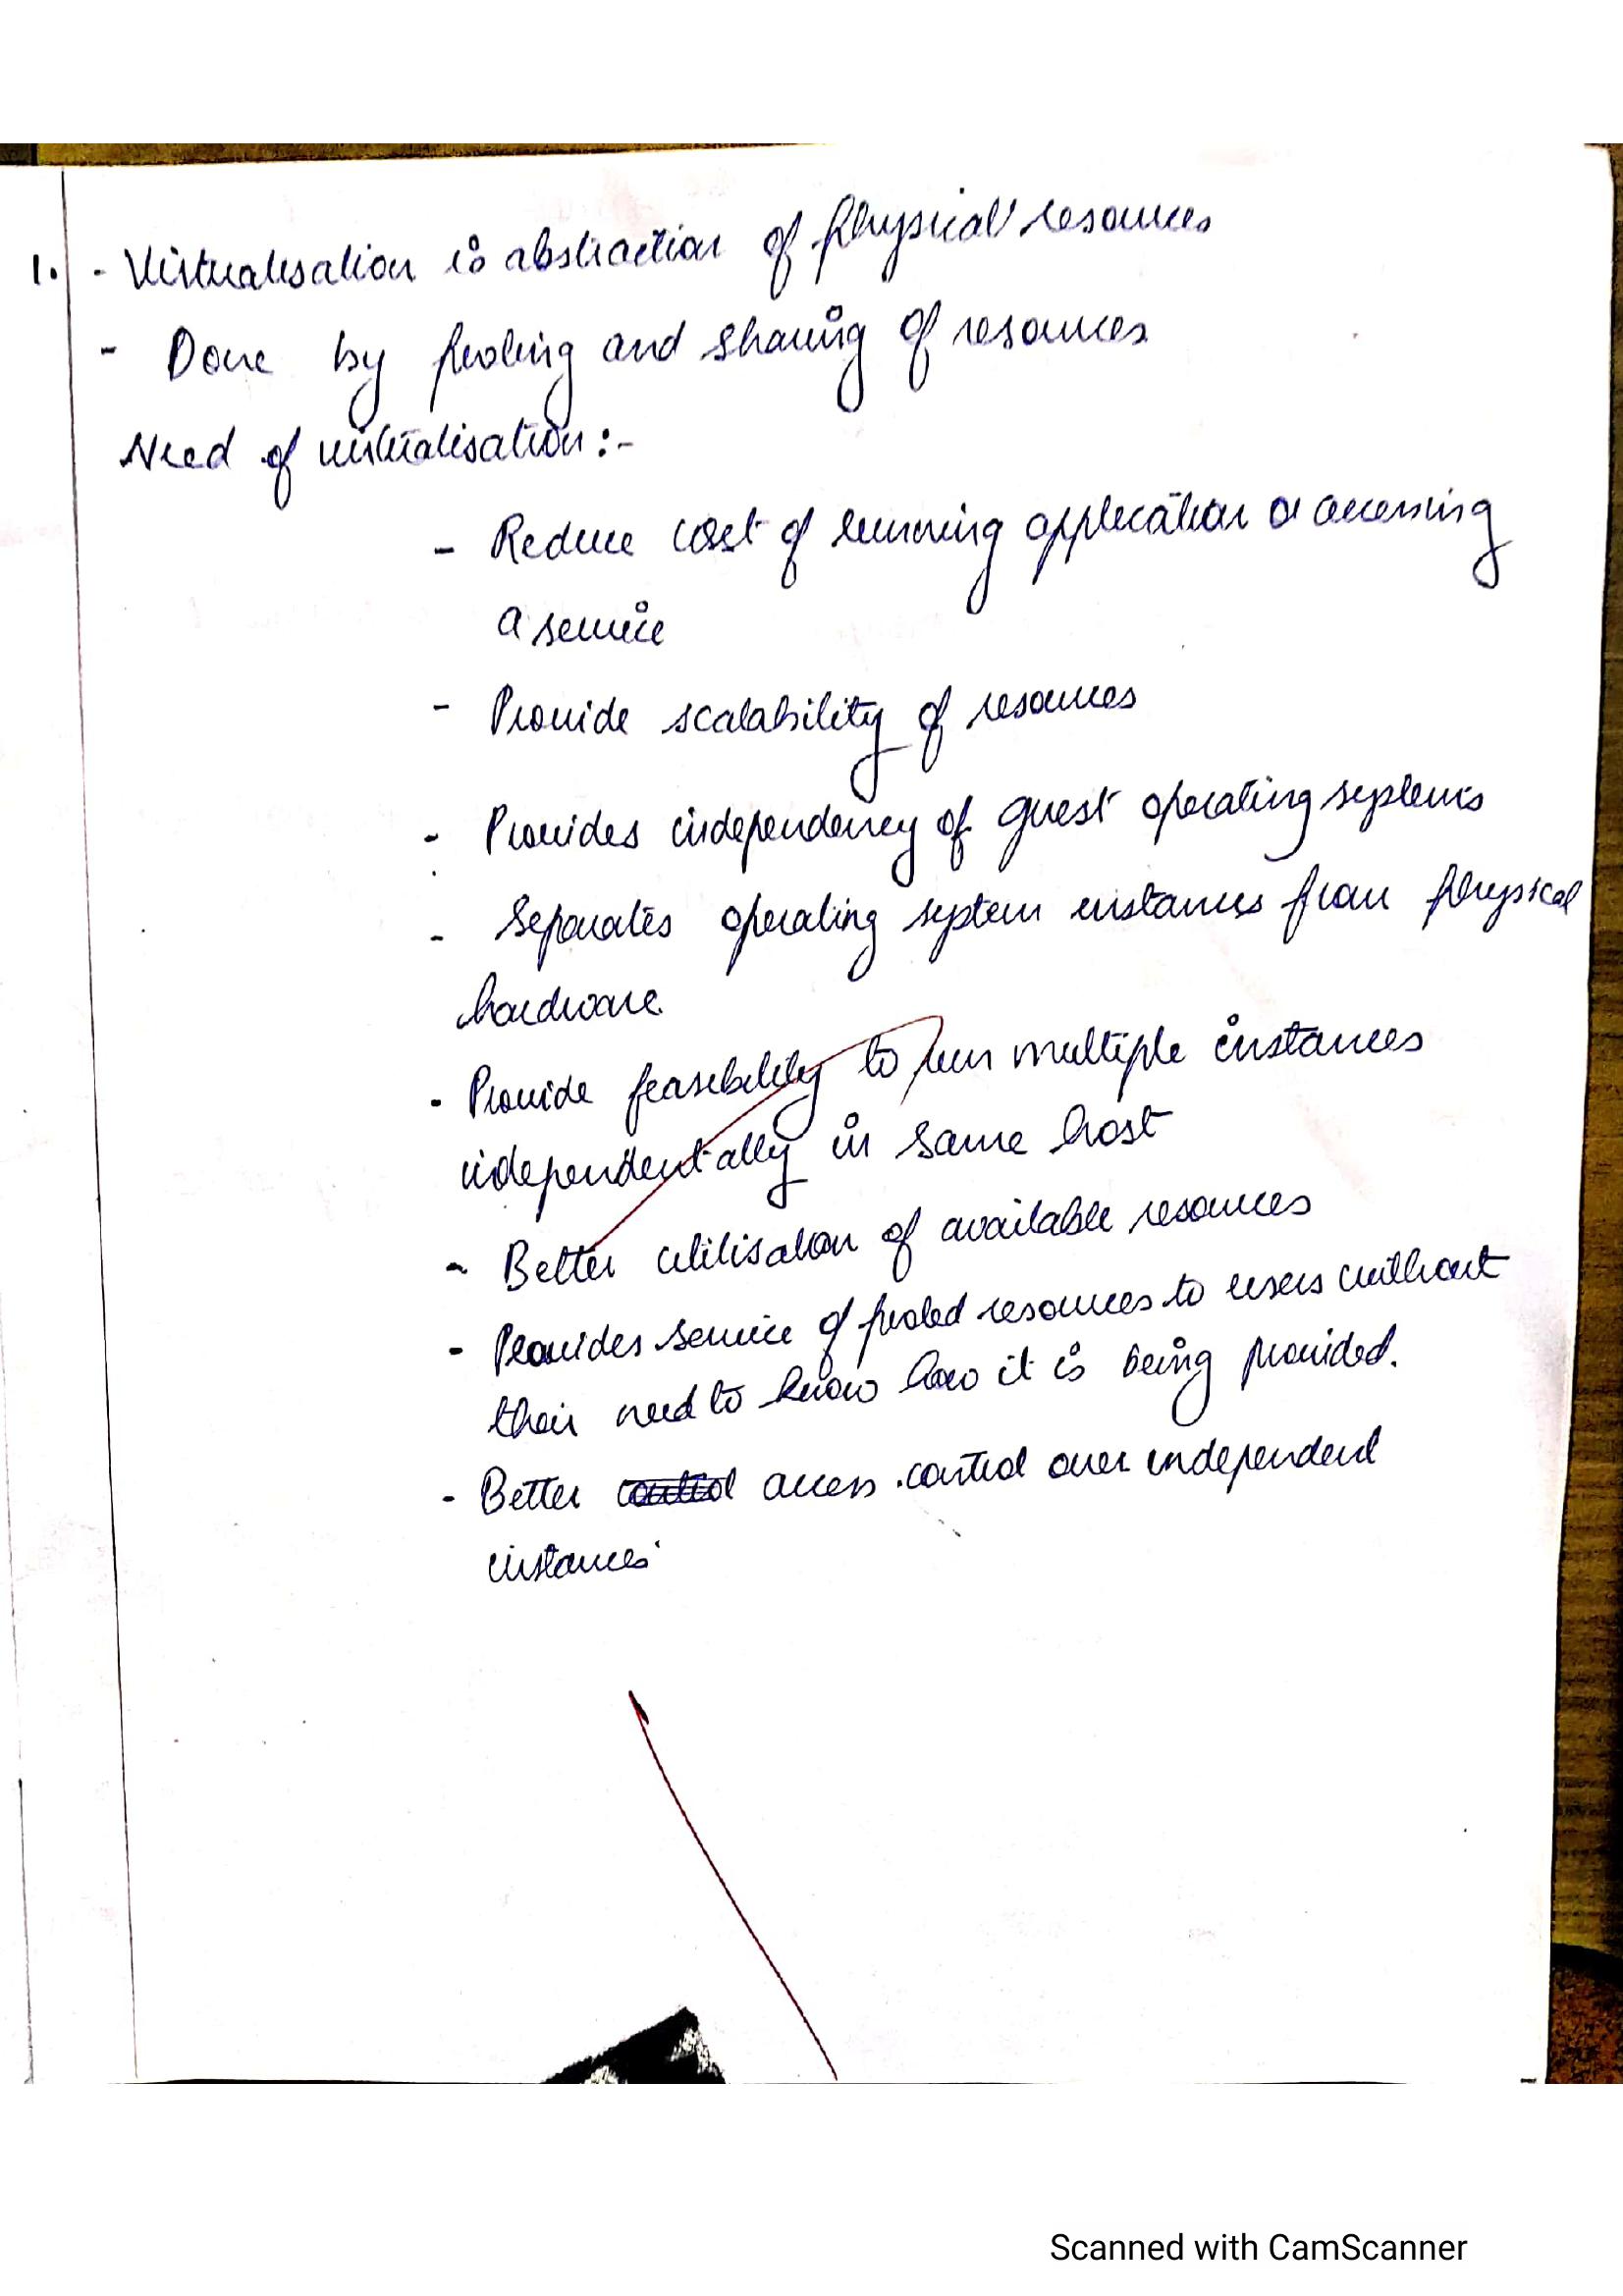 1. - Virtualisation is abstraction of physical resources
- Done by pooling and sharing of resources
Need of virtualisation :-
- Reduce cost of running application or accessing
a service
- Provide scalability of resources
- Provides independency of guest operating systems
- Separates operating system instances from physical
hardware
- Provide feasibility to run multiple instances
independentally in same host
- Better utilisation of available resources
- Provides service of pooled resources to users without
their need to know how it is being provided.
- Better control access control over independent
instances
Scanned with CamScanner